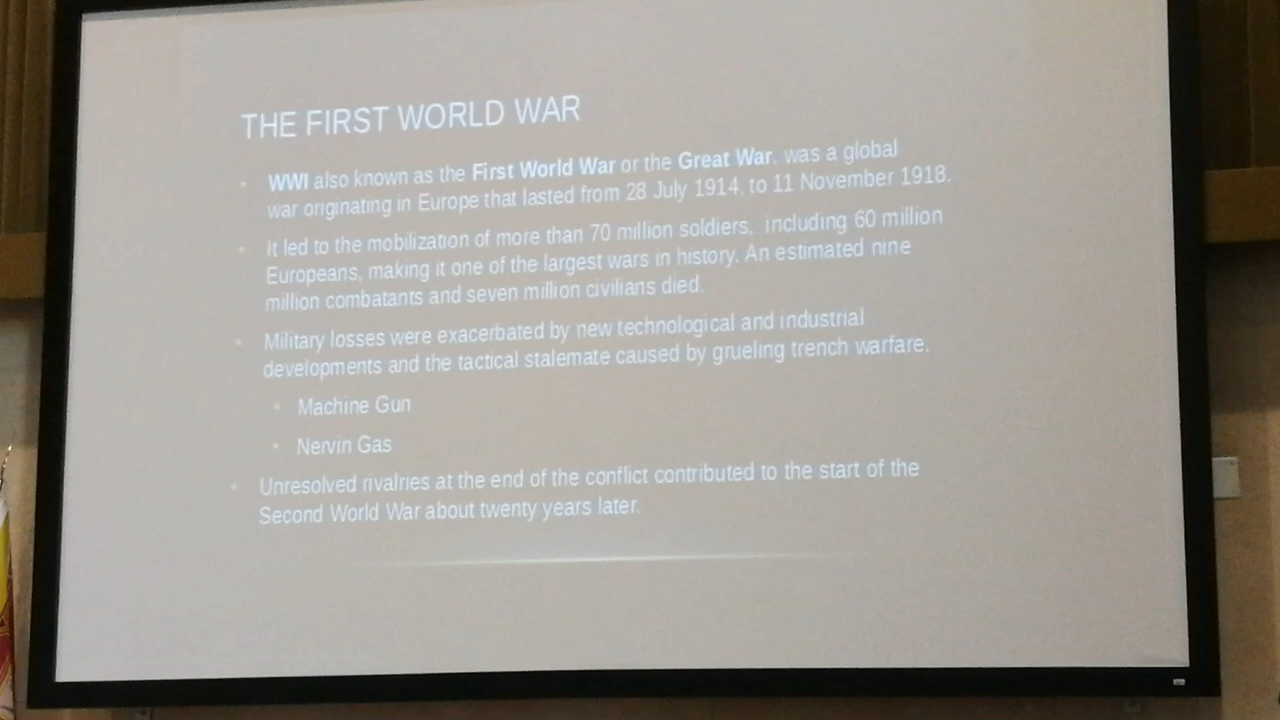 THE FIRST WORLD WAR
• WWI also known as the First World War or the Great War, was a global
war originating in Europe that lasted from 28 July 1914, to 11 November 1918.
• It led to the mobilization of more than 70 million soldiers,  including 60 million
Europeans, making it one of the largest wars in history. An estimated nine
million combatants and seven million civilians died.
• Military losses were exacerbated by new technological and industrial
developments and the tactical stalemate caused by grueling trench warfare.
• Machine Gun
• Nervin Gas
• Unresolved rivalries at the end of the conflict contributed to the start of the
Second World War about twenty years later.